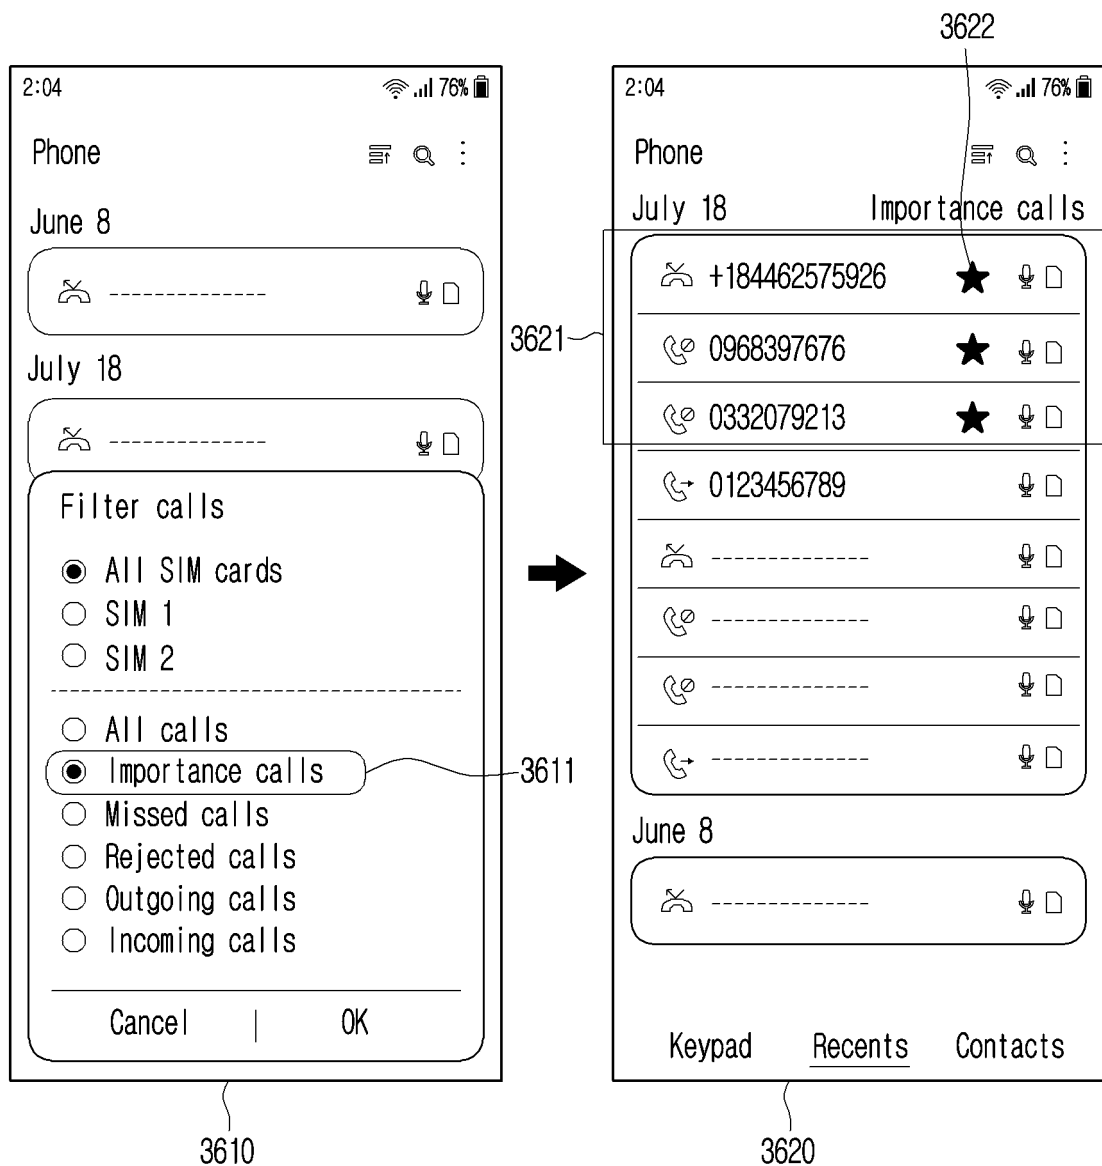 3622
2:04
76%
Phone
June 8
July 18
Filter calls
All SIM cards
SIM 1
SIM 2
All calls
Importance calls
Missed calls
Rejected calls
Outgoing calls
Incoming calls
Cancel | OK
3611
3610
2:04
76%
Phone
July 18 Importance calls
+184462575926
3621
0968397676
0332079213
0123456789
June 8
Keypad Recents Contacts
3620